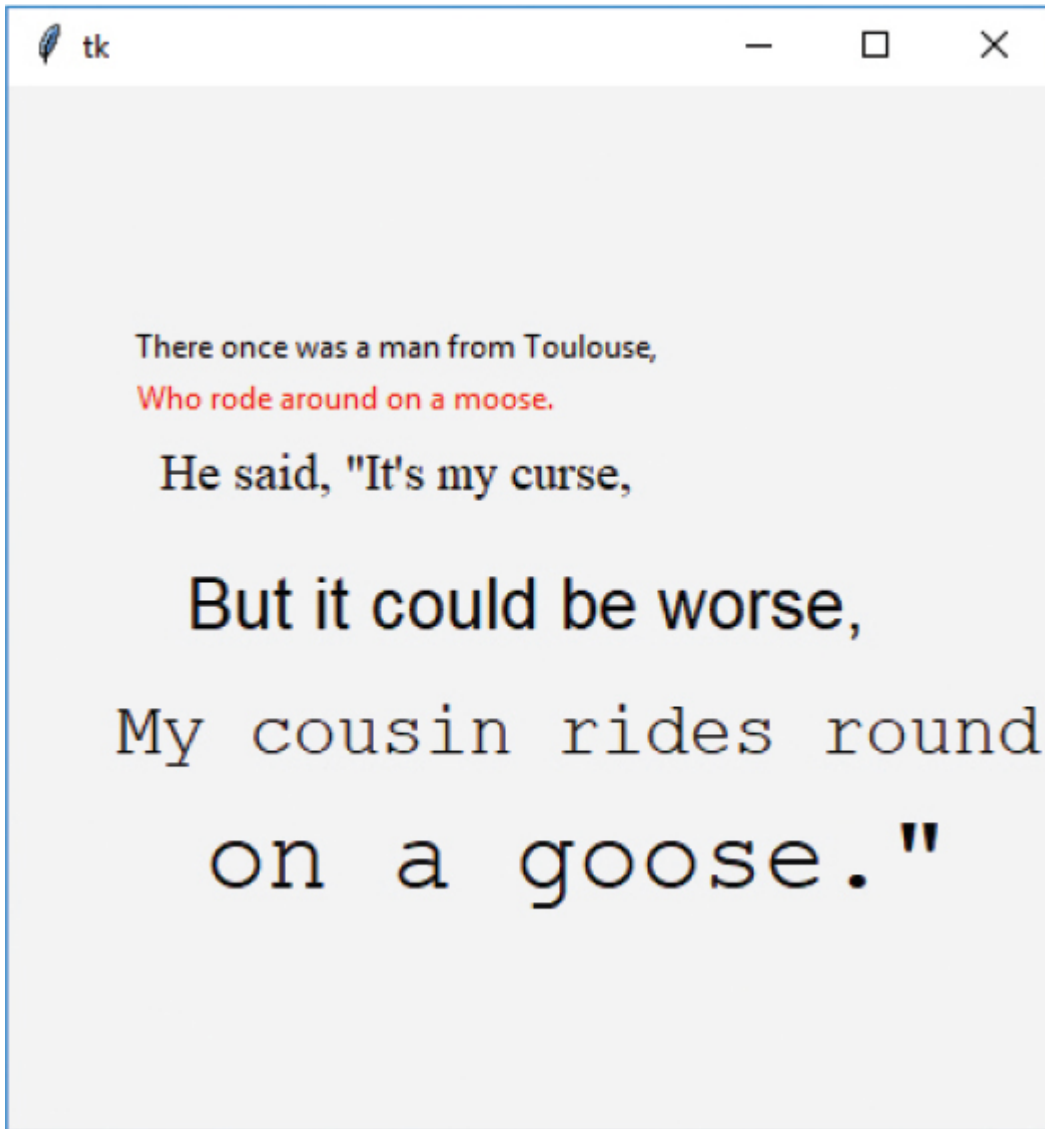 tk
There once was a man from Toulouse,
Who rode around on a moose.
He said, "It's my curse,
But it could be worse,
My cousin rides round
on a goose."